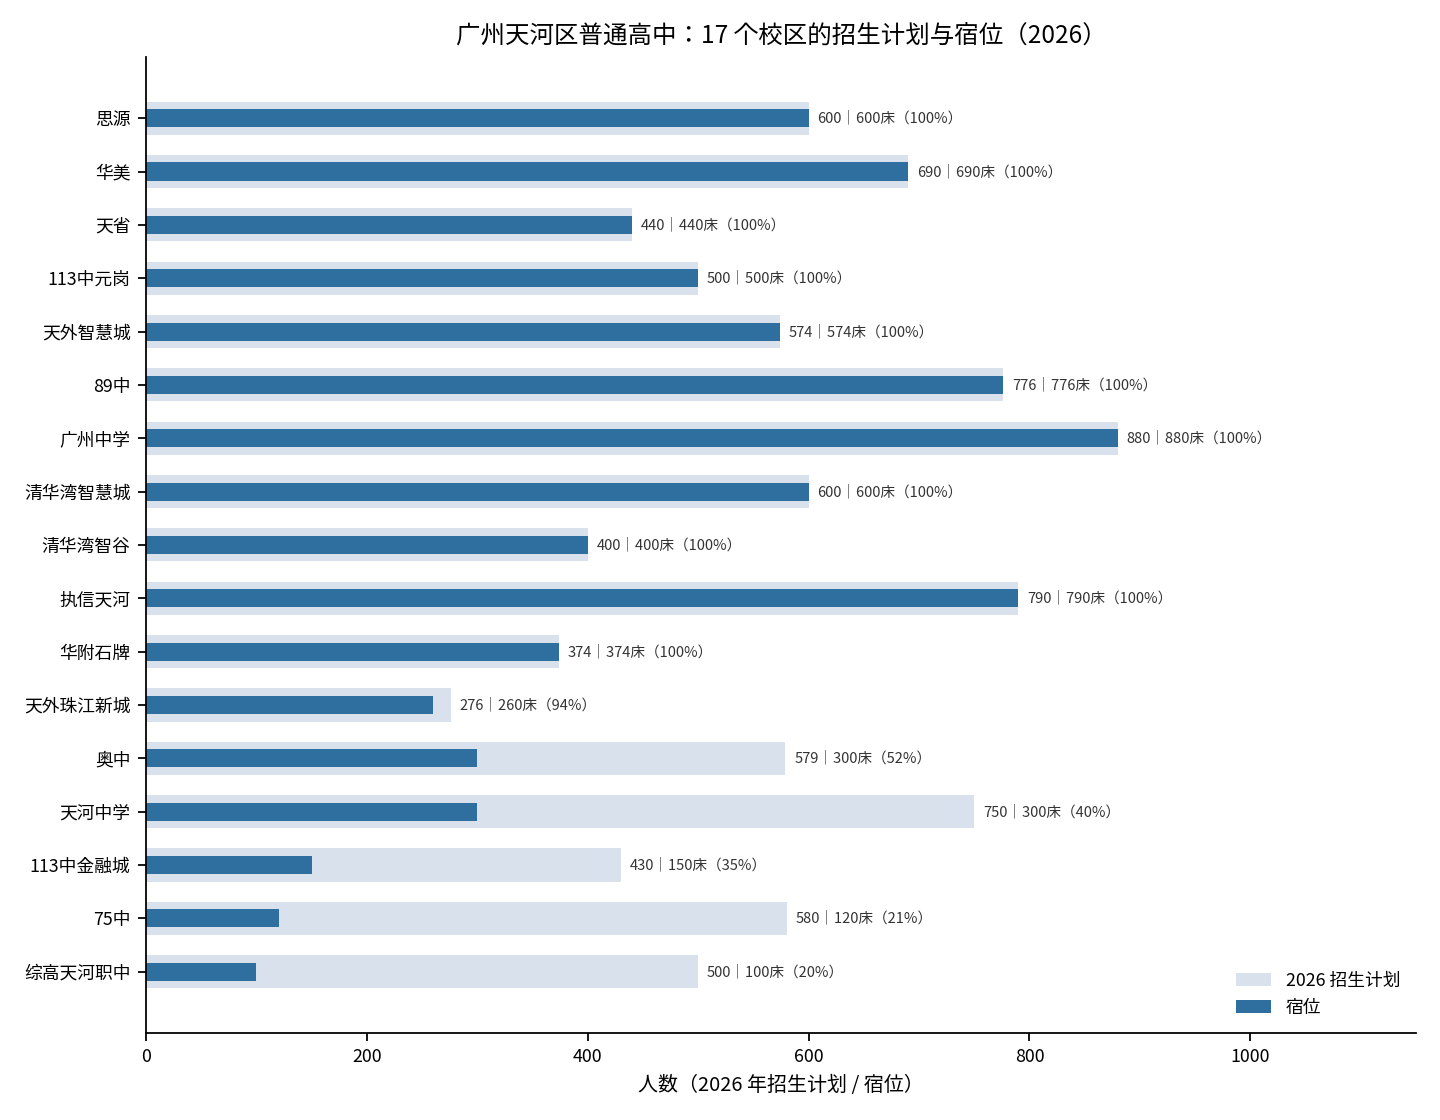 广州天河区普通高中：17 个校区的招生计划与宿位（2026）
思源
600｜600床（100%）
华美
690｜690床（100%）
天省
440｜440床（100%）
113中元岗
500｜500床（100%）
天外智慧城
574｜574床（100%）
89中
776｜776床（100%）
广州中学
880｜880床（100%）
清华湾智慧城
600｜600床（100%）
清华湾智谷
400｜400床（100%）
执信天河
790｜790床（100%）
华附石牌
374｜374床（100%）
天外珠江新城
276｜260床（94%）
奥中
579｜300床（52%）
天河中学
750｜300床（40%）
113中金融城
430｜150床（35%）
75中
580｜120床（21%）
综高天河职中
500｜100床（20%）
2026 招生计划
宿位
0 200 400 600 800 1000
人数（2026 年招生计划 / 宿位）